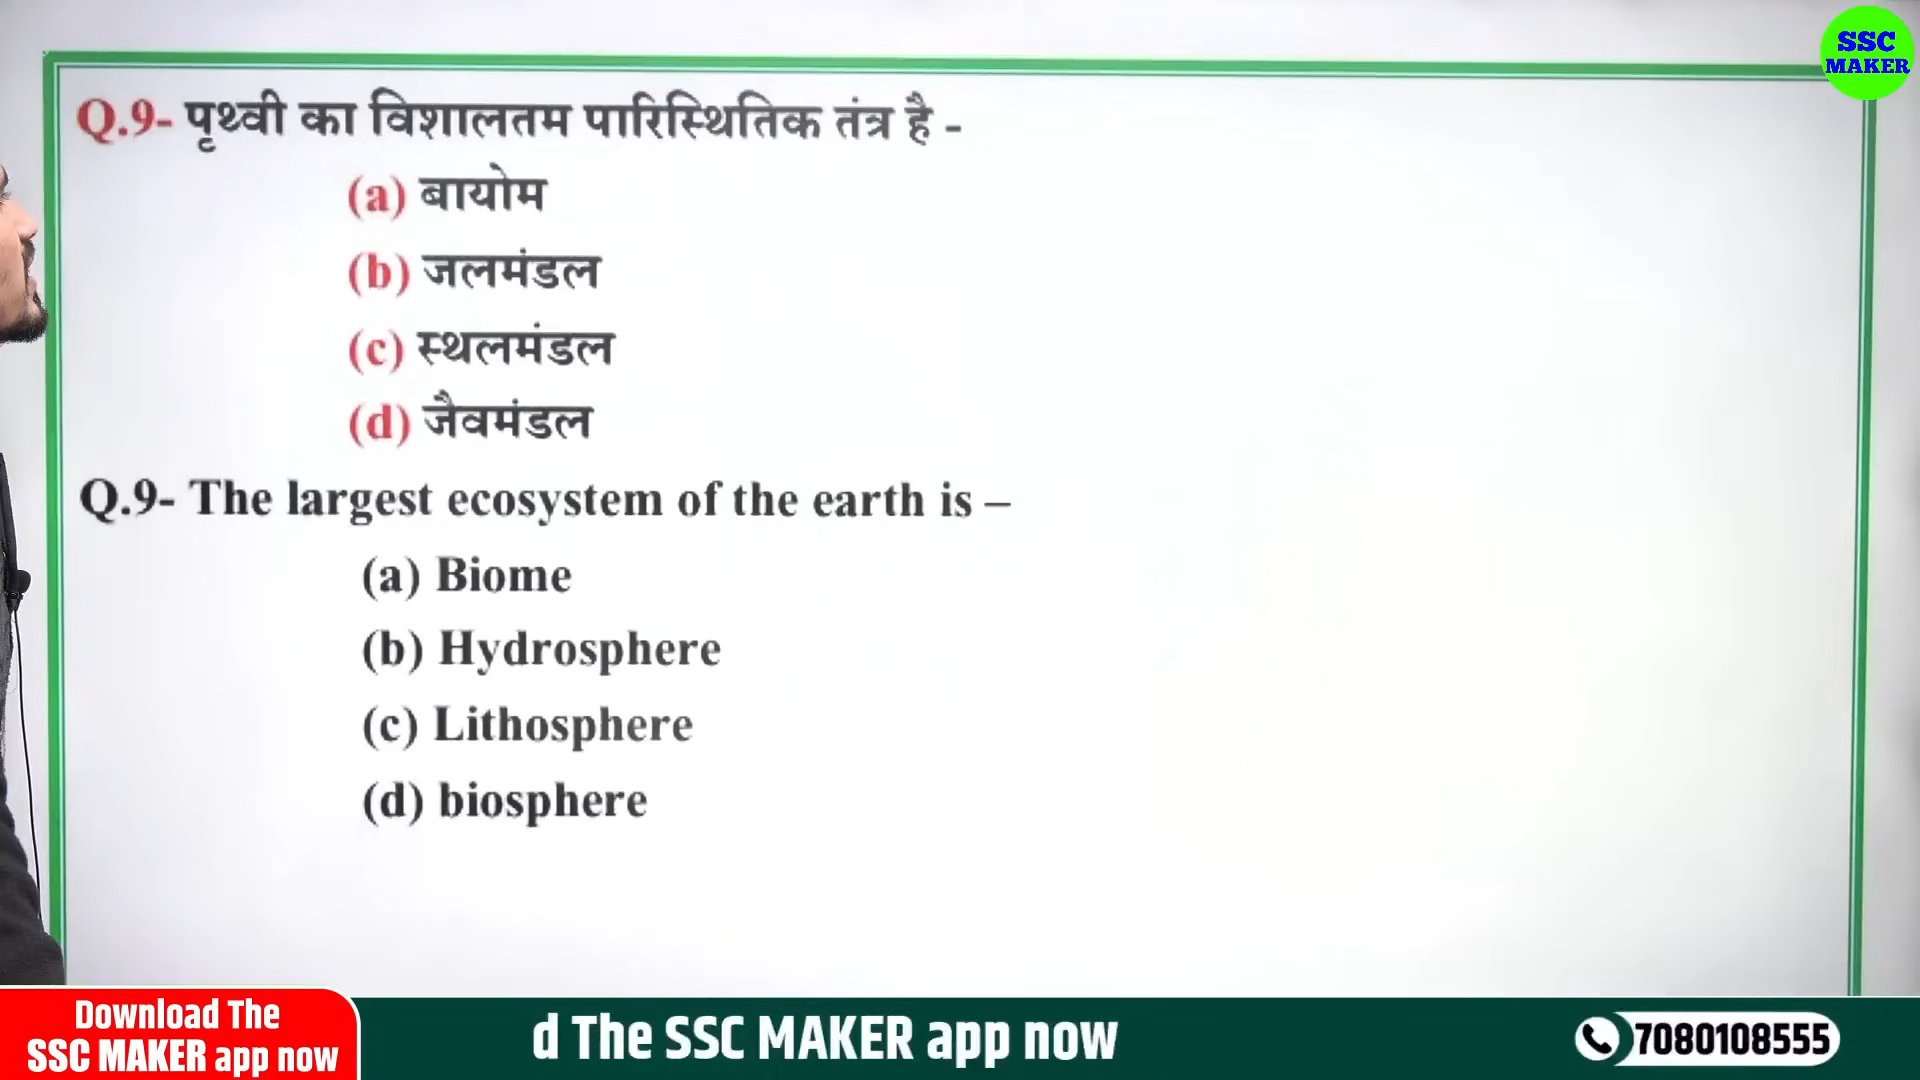 SSC
MAKER
Q.9- पृथ्वी का विशालतम पारिस्थितिक तंत्र है -
(a) बायोम
(b) जलमंडल
(c) स्थलमंडल
(d) जैवमंडल
Q.9- The largest ecosystem of the earth is –
(a) Biome
(b) Hydrosphere
(c) Lithosphere
(d) biosphere
Download The
SSC MAKER app now
d The SSC MAKER app now
7080108555